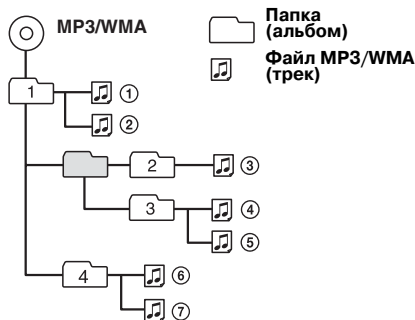 MP3/WMA
Папка
(альбом)
Файл MP3/WMA
(трек)
1
①
②
2
③
3
④
⑤
4
⑥
⑦